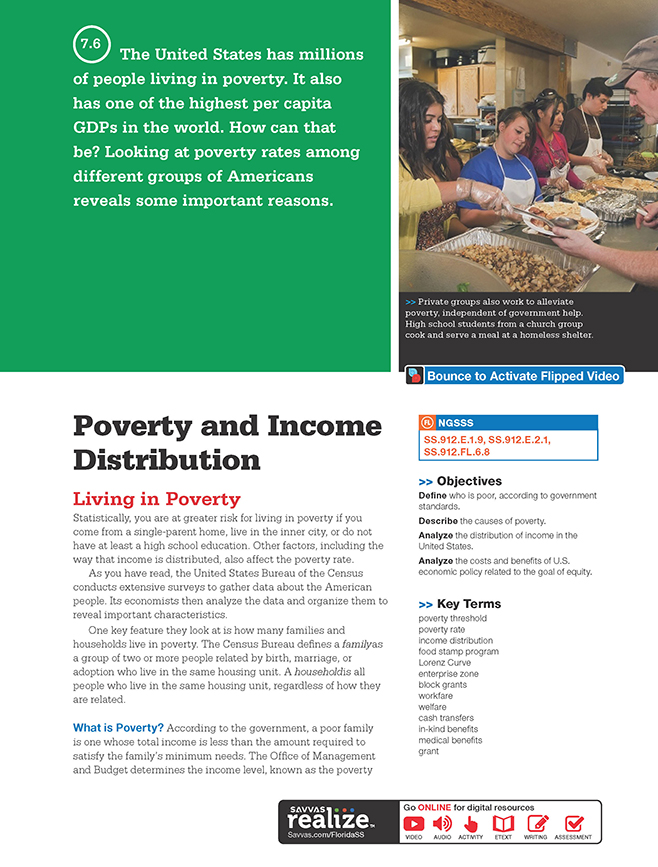 7.6
The United States has millions
of people living in poverty. It also
has one of the highest per capita
GDPs in the world. How can that
be? Looking at poverty rates among
different groups of Americans
reveals some important reasons.
>> Private groups also work to alleviate
poverty, independent of government help.
High school students from a church group
cook and serve a meal at a homeless shelter.
Bounce to Activate Flipped Video
Poverty and Income
Distribution
Living in Poverty
Statistically, you are at greater risk for living in poverty if you
come from a single-parent home, live in the inner city, or do not
have at least a high school education. Other factors, including the
way that income is distributed, also affect the poverty rate.
As you have read, the United States Bureau of the Census
conducts extensive surveys to gather data about the American
people. Its economists then analyze the data and organize them to
reveal important characteristics.
One key feature they look at is how many families and
households live in poverty. The Census Bureau defines a familyas
a group of two or more people related by birth, marriage, or
adoption who live in the same housing unit. A householdis all
people who live in the same housing unit, regardless of how they
are related.
What is Poverty? According to the government, a poor family
is one whose total income is less than the amount required to
satisfy the family's minimum needs. The Office of Management
and Budget determines the income level, known as the poverty
FL NGSSS
SS.912.E.1.9, SS.912.E.2.1,
SS.912.FL.6.8
>> Objectives
Define who is poor, according to government
standards.
Describe the causes of poverty.
Analyze the distribution of income in the
United States.
Analyze the costs and benefits of U.S.
economic policy related to the goal of equity.
>> Key Terms
poverty threshold
poverty rate
income distribution
food stamp program
Lorenz Curve
enterprise zone
block grants
workfare
welfare
cash transfers
in-kind benefits
medical benefits
grant
SAVVAS
realize™
Savvas.com/FloridaSS
Go ONLINE for digital resources
VIDEO AUDIO ACTIVITY ETEXT WRITING ASSESSMENT